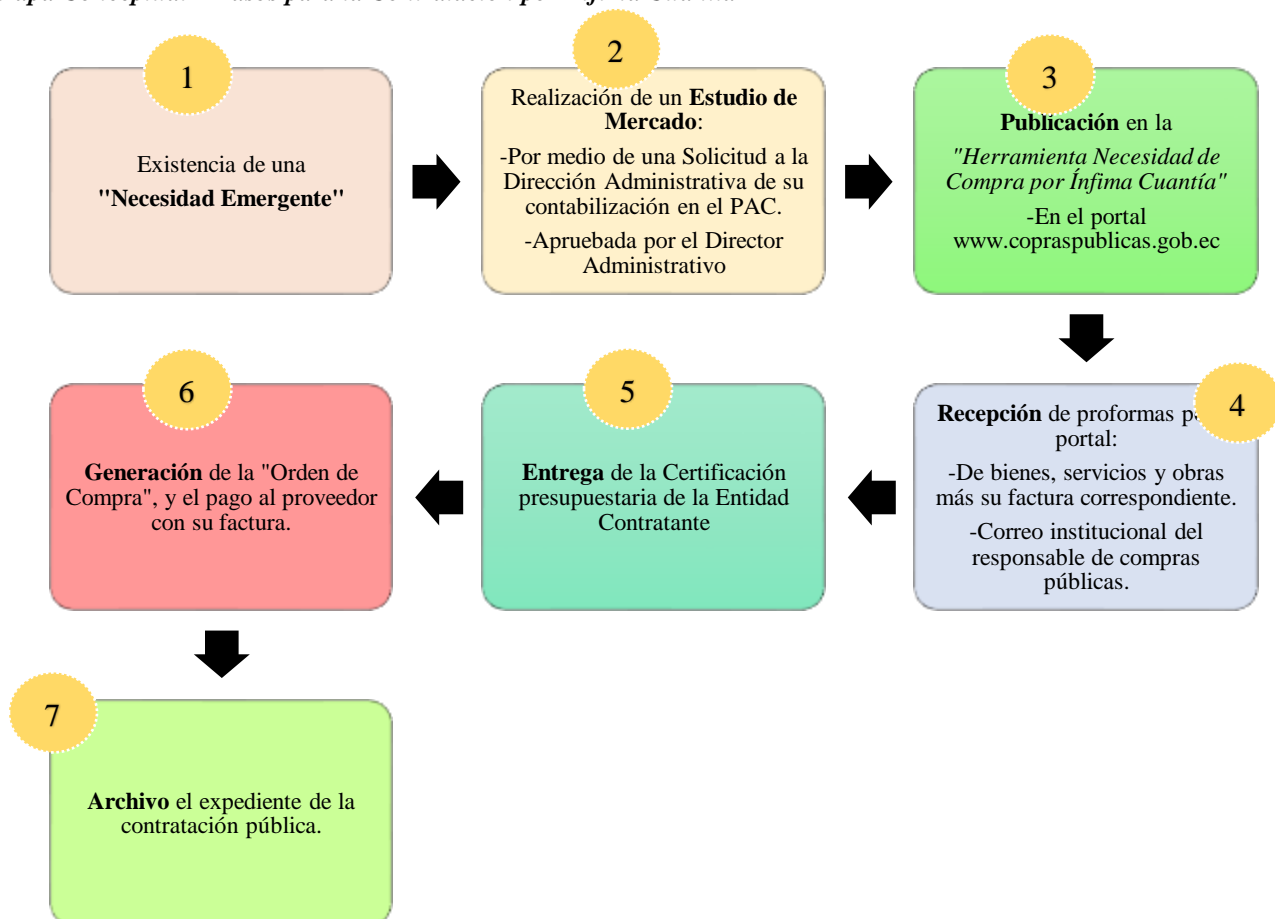 1
Existencia de una
"Necesidad Emergente"
2
Realización de un Estudio de
Mercado:
-Por medio de una Solicitud a la
Dirección Administrativa de su
contabilización en el PAC.
-Apruebada por el Director
Administrativo
3
Publicación en la
"Herramienta Necesidad de
Compra por Ínfima Cuantía"
-En el portal
www.copraspublicas.gob.ec
4
Recepción de proformas
portal:
-De bienes, servicios y obras
más su factura correspondiente.
-Correo institucional del
responsable de compras
públicas.
5
Entrega de la Certificación
presupuestaria de la Entidad
Contratante
6
Generación de la "Orden de
Compra", y el pago al proveedor
con su factura.
7
Archivo el expediente de la
contratación pública.